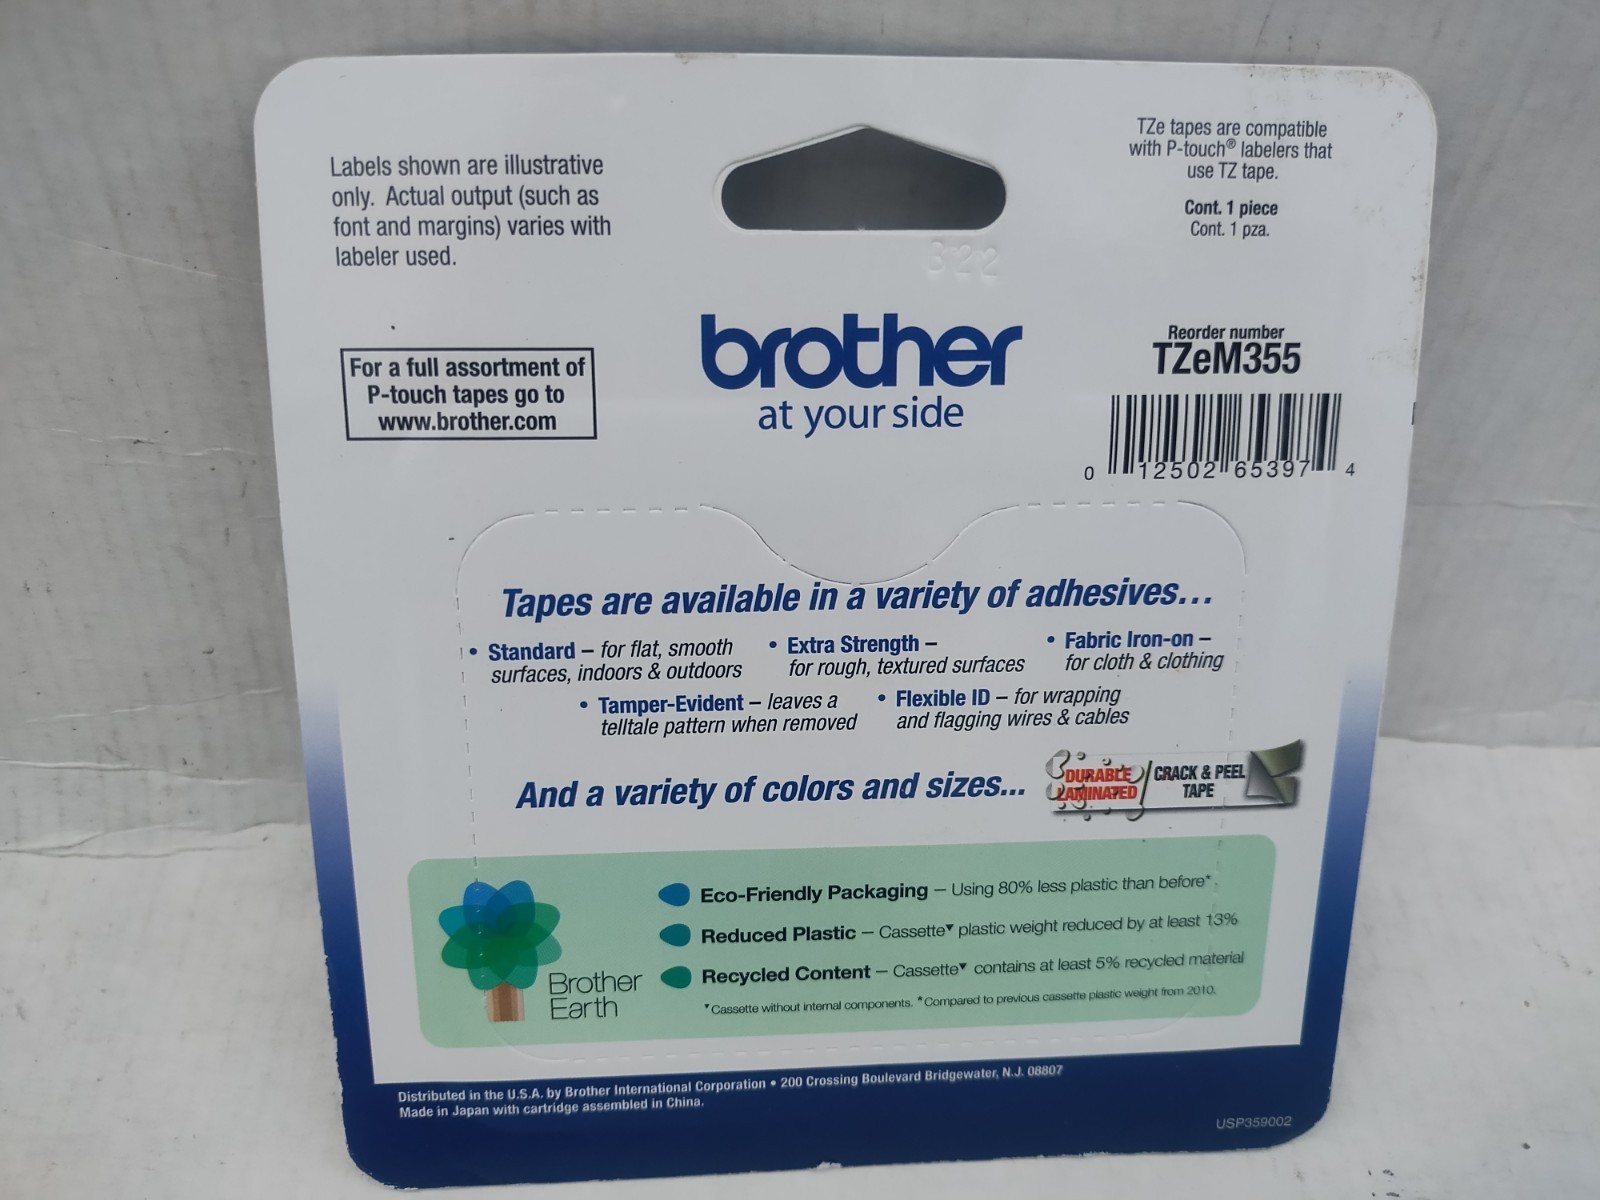 Labels shown are illustrative
only. Actual output (such as
font and margins) varies with
labeler used.
TZe tapes are compatible
with P-touch® labelers that
use TZ tape.
Cont. 1 piece
Cont. 1 pza.
322
For a full assortment of
P-touch tapes go to
www.brother.com
brother
at your side
Reorder number
TZeM355
0 12502 65397 4
Tapes are available in a variety of adhesives...
• Standard – for flat, smooth
surfaces, indoors & outdoors
• Extra Strength –
for rough, textured surfaces
• Fabric Iron-on –
for cloth & clothing
• Tamper-Evident – leaves a
telltale pattern when removed
• Flexible ID – for wrapping
and flagging wires & cables
And a variety of colors and sizes...
DURABLE
LAMINATED
CRACK & PEEL
TAPE
Brother
Earth
Eco-Friendly Packaging – Using 80% less plastic than before*
Reduced Plastic – Cassette▼ plastic weight reduced by at least 13%
Recycled Content – Cassette▼ contains at least 5% recycled material
▼Cassette without internal components. *Compared to previous cassette plastic weight from 2010.
Distributed in the U.S.A. by Brother International Corporation • 200 Crossing Boulevard Bridgewater, N.J. 08807
Made in Japan with cartridge assembled in China.
USP359002